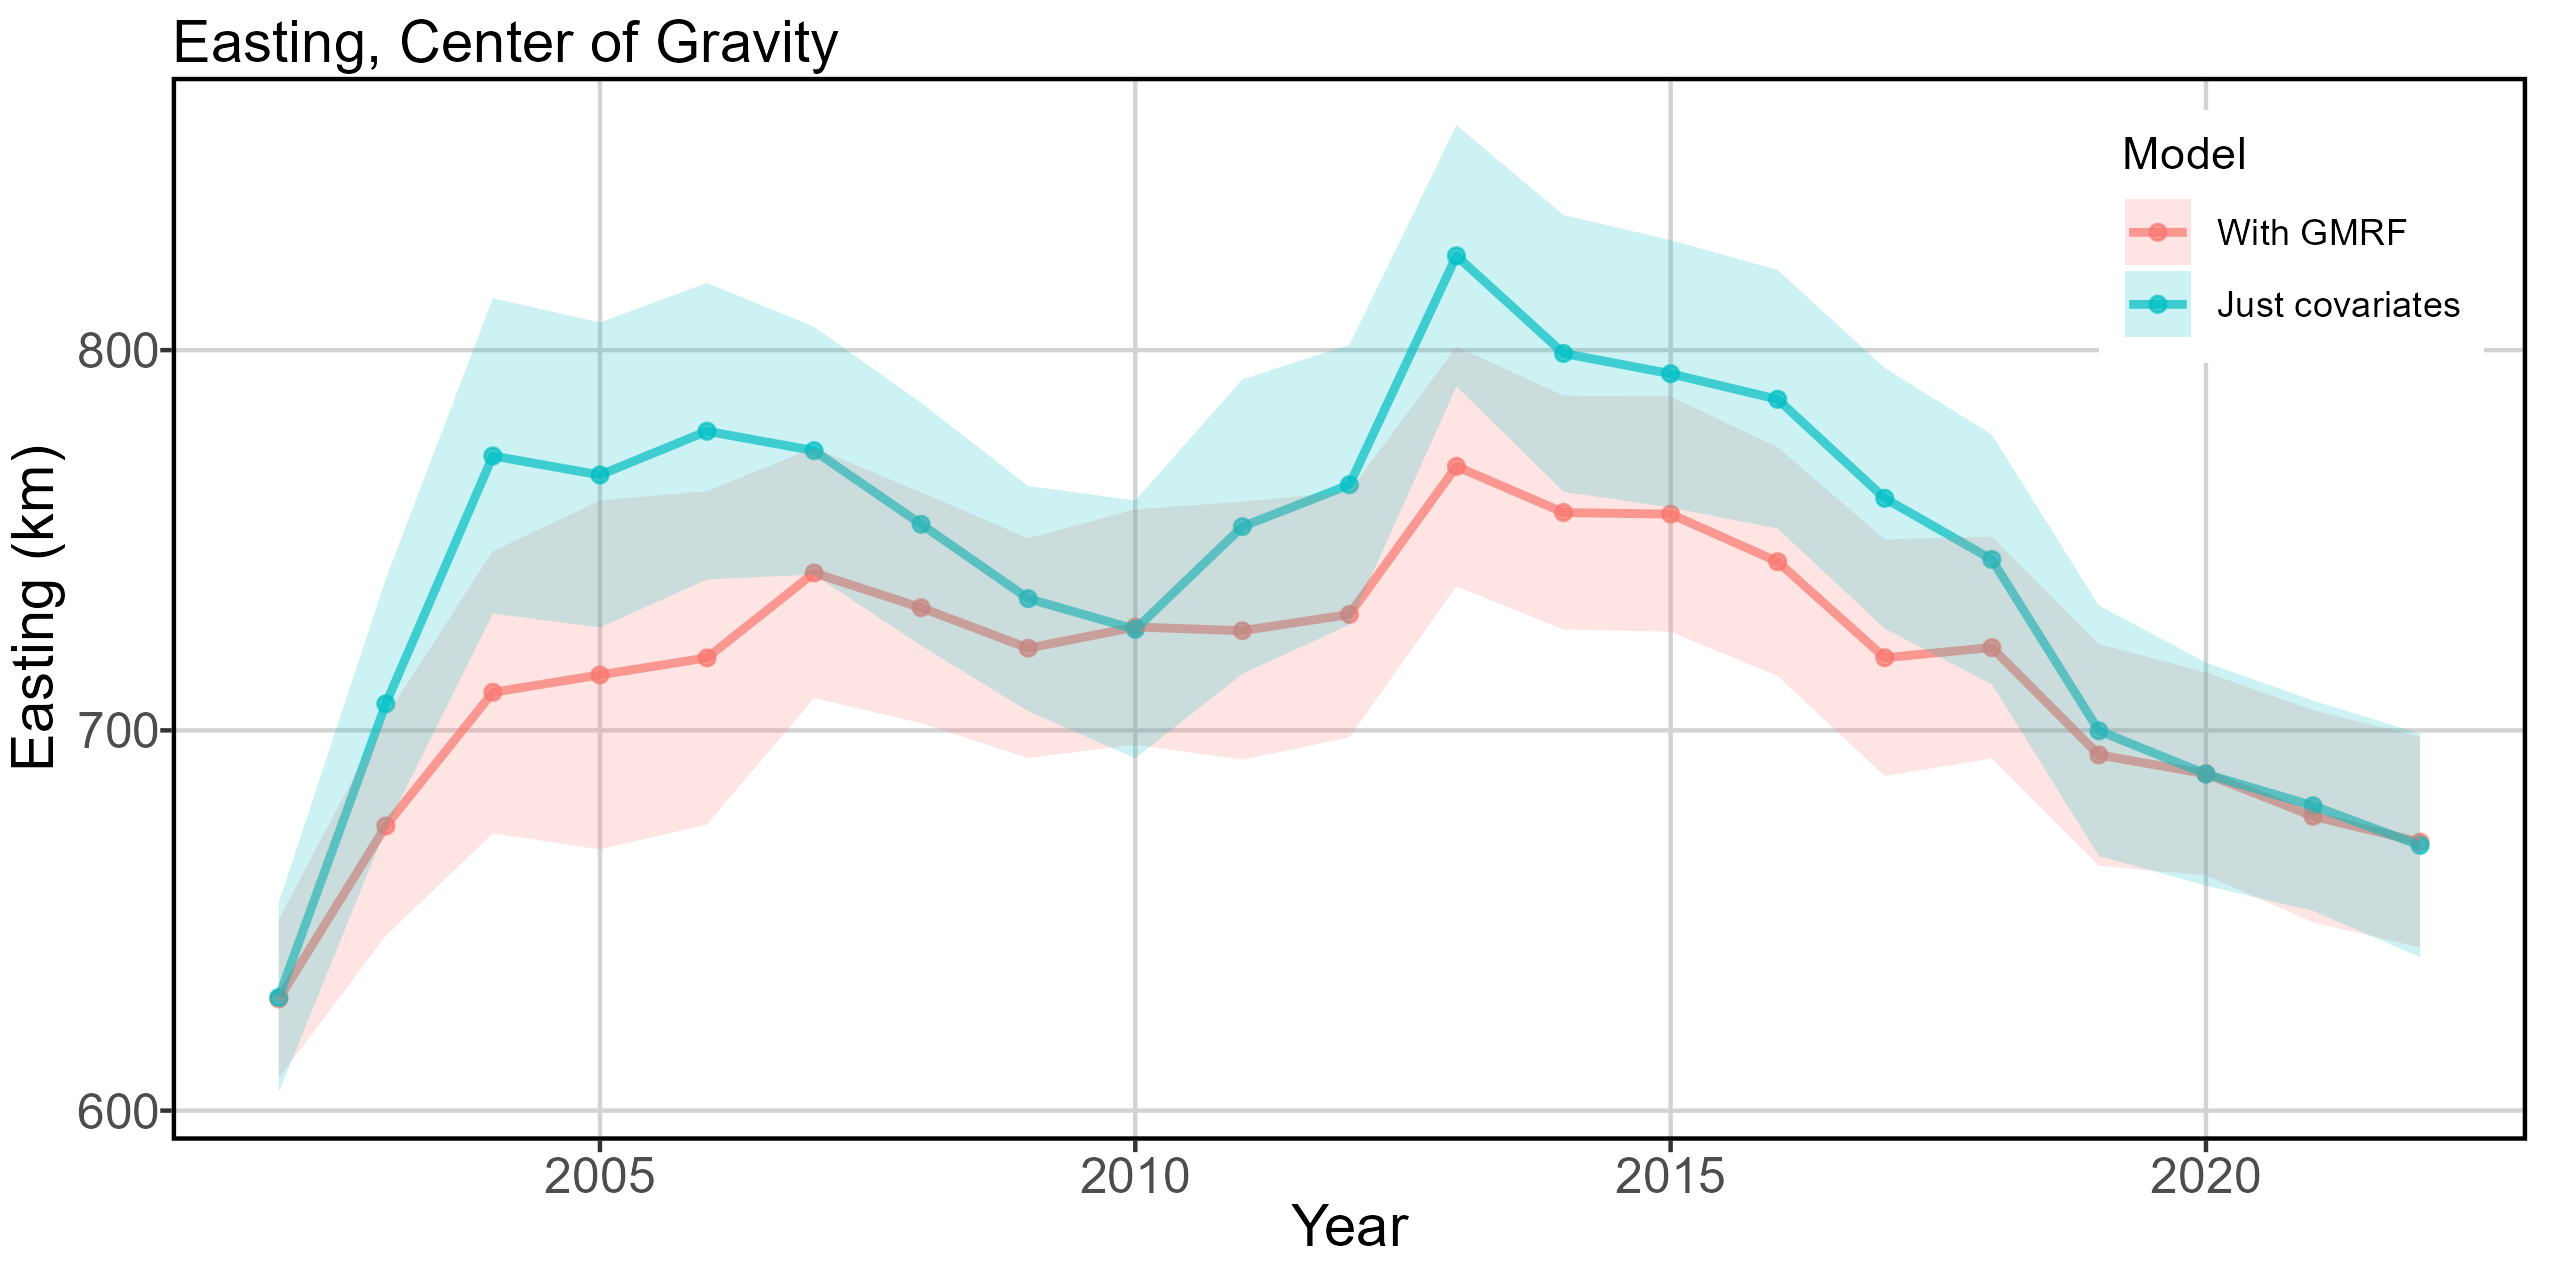 Easting, Center of Gravity
Model
With GMRF
Just covariates
Easting (km)
800
700
600
2005 2010 2015 2020
Year